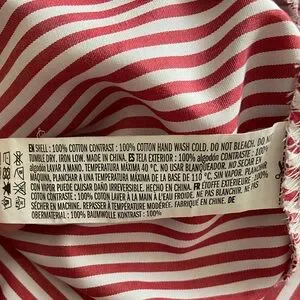 EN SHELL : 100% COTTON CONTRAST : 100% COTTON HAND WASH COLD. DO NOT BLEACH. DO NOT
TUMBLE DRY. IRON LOW. MADE IN CHINA. ES TELA EXTERIOR : 100% algodón CONTRASTE : 100%
algodón LAVAR A MANO. TEMPERATURA MÁXIMA 40 °C. NO USAR BLANQUEADOR. NO SECAR EN
MÁQUINA. PLANCHAR A UNA TEMPERATURA MÁXIMA DE LA BASE DE 110 °C, SIN VAPOR. PLANCHAR
CON VAPOR PUEDE CAUSAR DAÑO IRREVERSIBLE. HECHO EN CHINA. FR ÉTOFFE EXTERIEURE : 100%
COTON CONTRASTE : 100% COTON LAVAGE À LA MAIN À L'EAU FROIDE. NE PAS BLANCHIR. NE PAS
SÉCHER EN MACHINE. REPASSER À TEMPÉRATURE MODÉRÉE. FABRIQUÉ EN CHINE. DE
OBERMATERIAL : 100% BAUMWOLLE KONTRAST : 100%